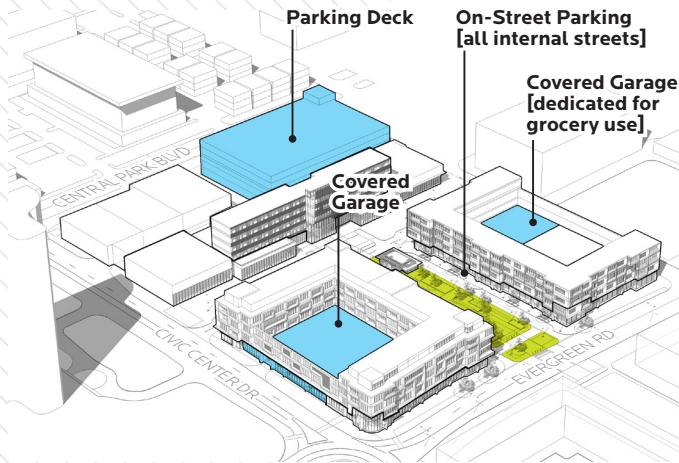 Parking Deck
On-Street Parking
[all internal streets]
Covered Garage
[dedicated for
grocery use]
CENTRAL PARK BLVD
Covered
Garage
CIVIC CENTER DR
EVERGREEN RD